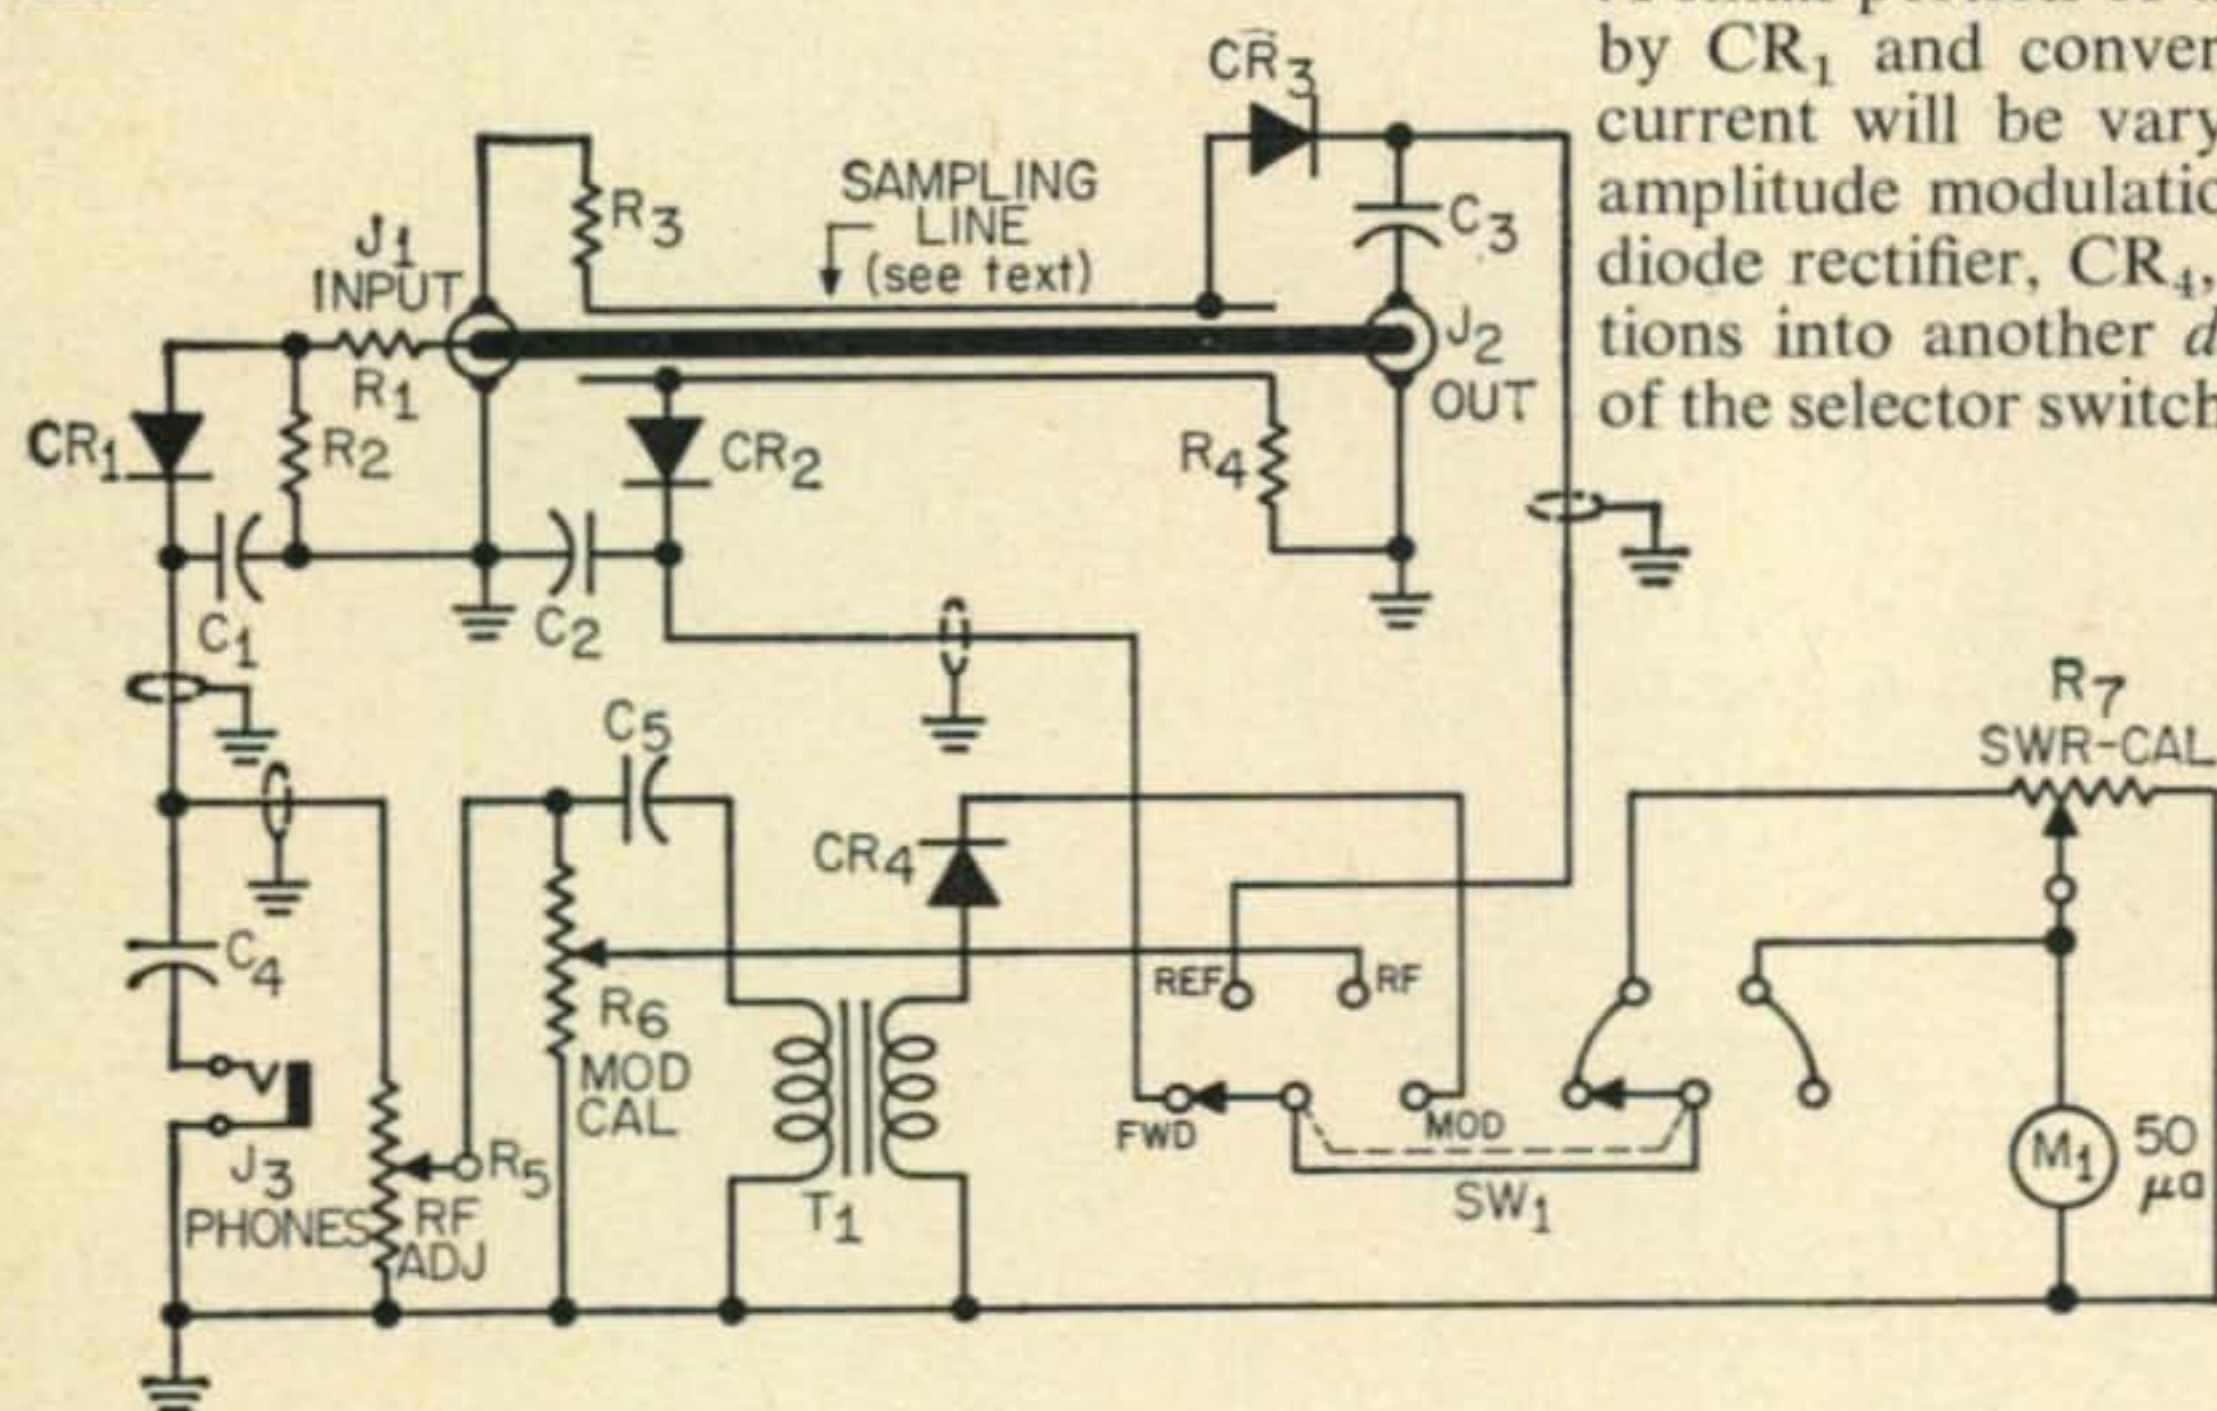 by CR1 and conver
current will be vary
amplitude modulatio
diode rectifier, CR4,
tions into another d
of the selector switch
CR3
R3
SAMPLING
LINE
(see text)
C3
J1
INPUT
J2
OUT
R1
CR1
R2
CR2
R4
C1
C2
R7
SWR-CAL
C5
CR4
C4
REF
RF
R6
MOD
CAL
FWD
MOD
M1
50
μa
J3
PHONES
R5
RF
ADJ
T1
SW1